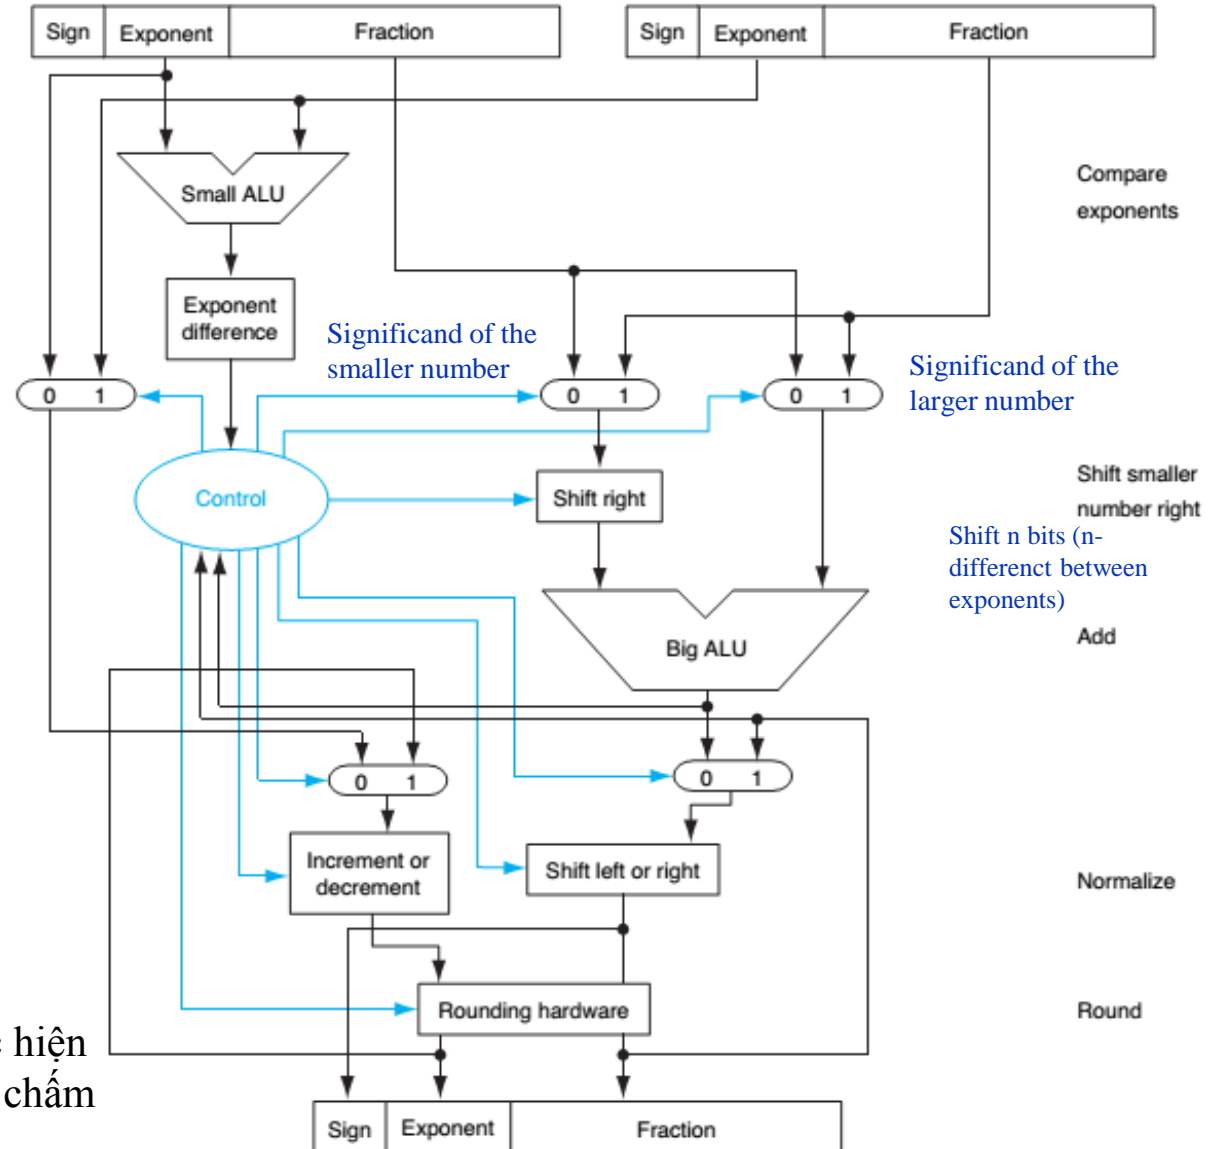 Sign Exponent Fraction
Sign Exponent Fraction
Compare
exponents
Small ALU
Exponent
difference
Significand of the
smaller number
Significand of the
larger number
0 1
0 1
0 1
Control
Shift right
Shift smaller
number right
Shift n bits (n-
differenct between
exponents)
Big ALU
Add
0 1
0 1
Increment or
decrement
Shift left or right
Normalize
Rounding hardware
Round
hiện
chấm
Sign Exponent Fraction